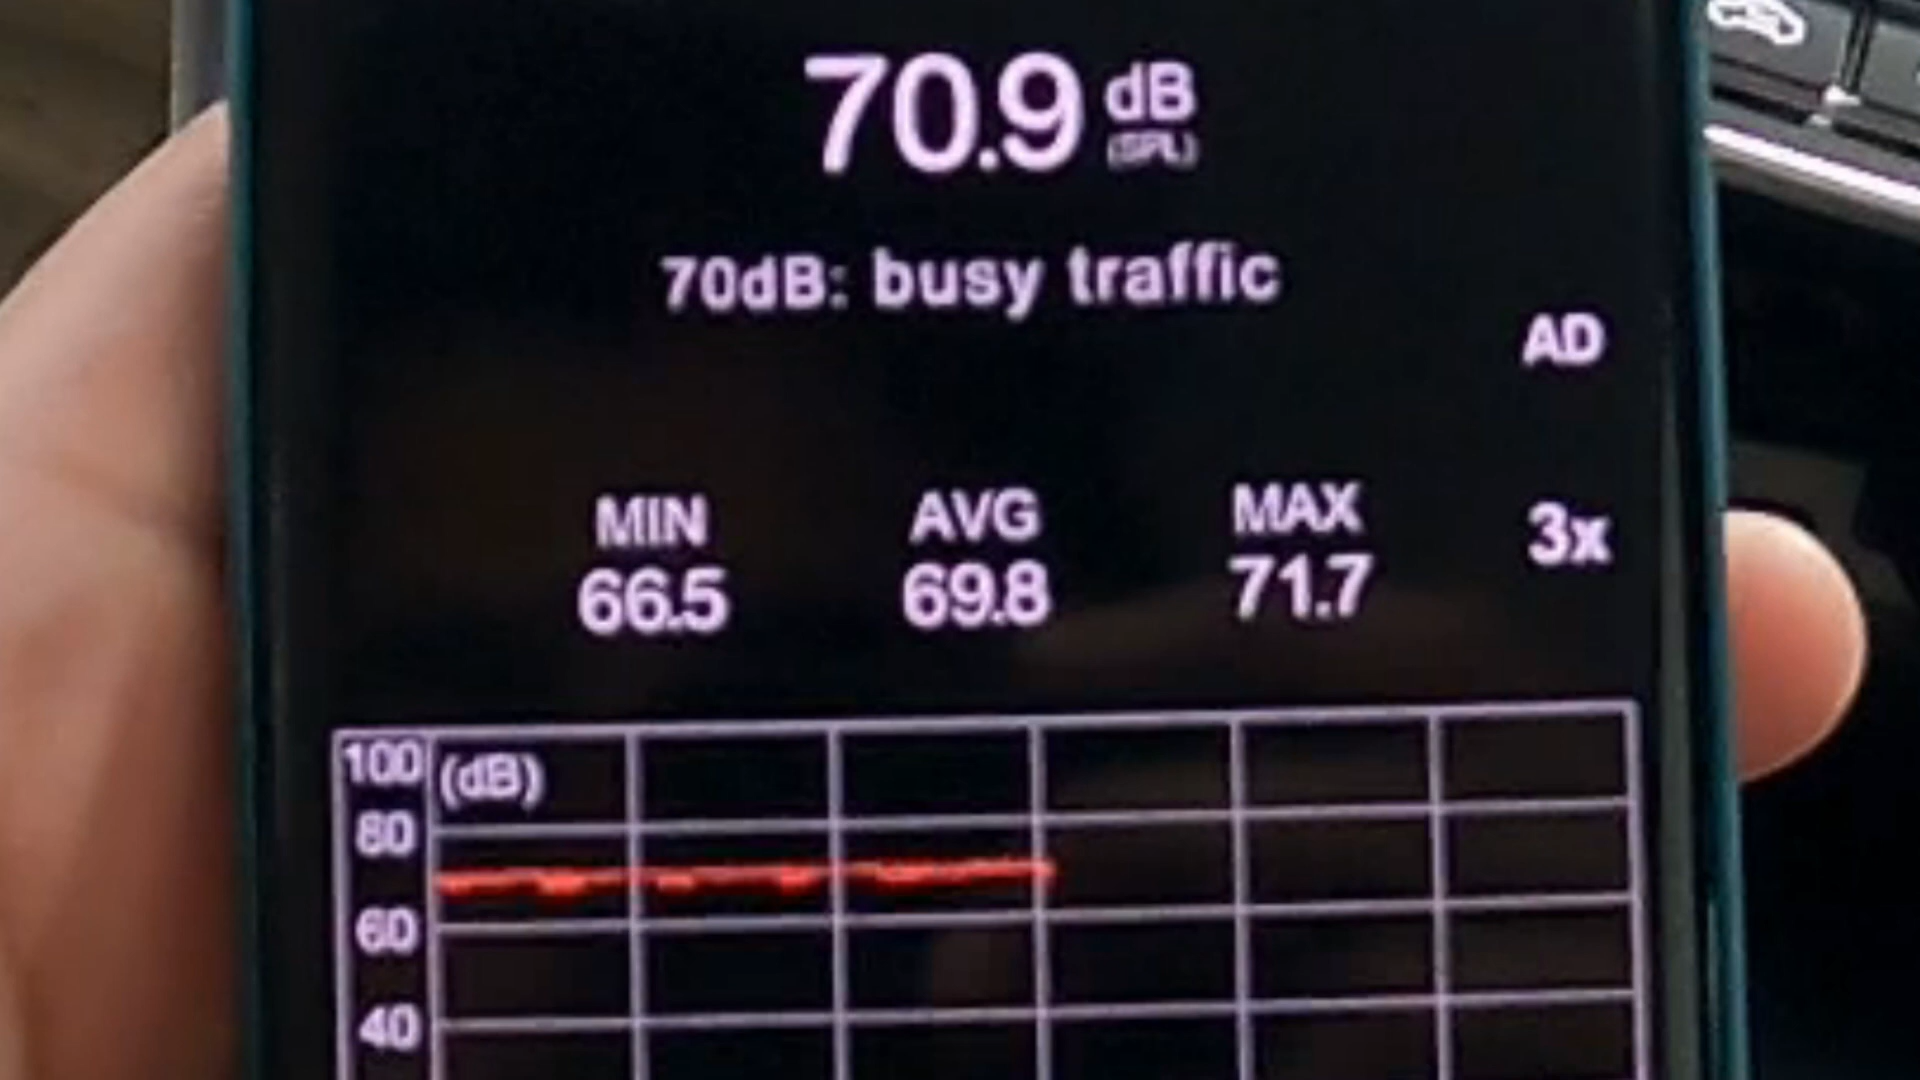 70.9 dB
(SPL)
70dB: busy traffic
AD
MIN AVG MAX
3x
66.5 69.8 71.7
100 (dB)
80
60
40